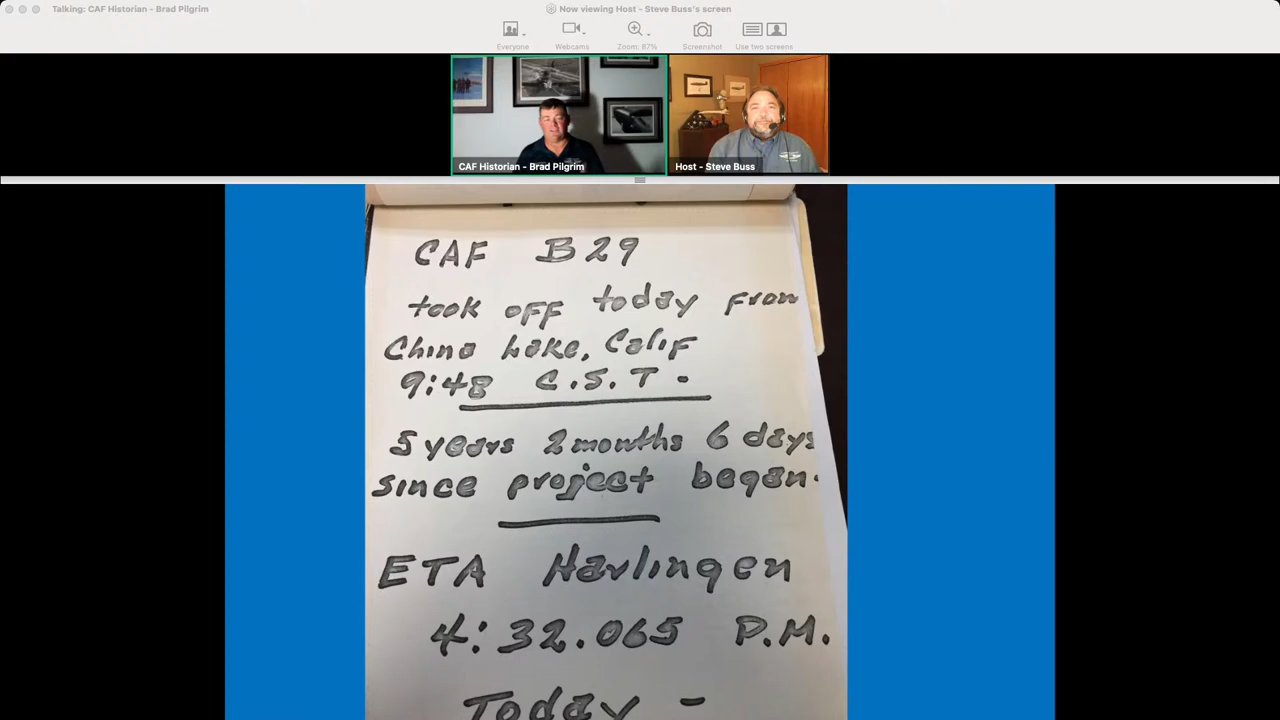 Talking: CAF Historian - Brad Pilgrim
Now viewing Host - Steve Buss's screen
Everyone
Webcams
Zoom: 87%
Screenshot
Use two screens
CAF Historian - Brad Pilgrim
Host - Steve Buss
CAF B29
took off today from
China Lake, Calif
9:48 C.S.T -
5 years 2 months 6 days
since project began.
ETA Harlingen
4:32.065 P.M.
Today -